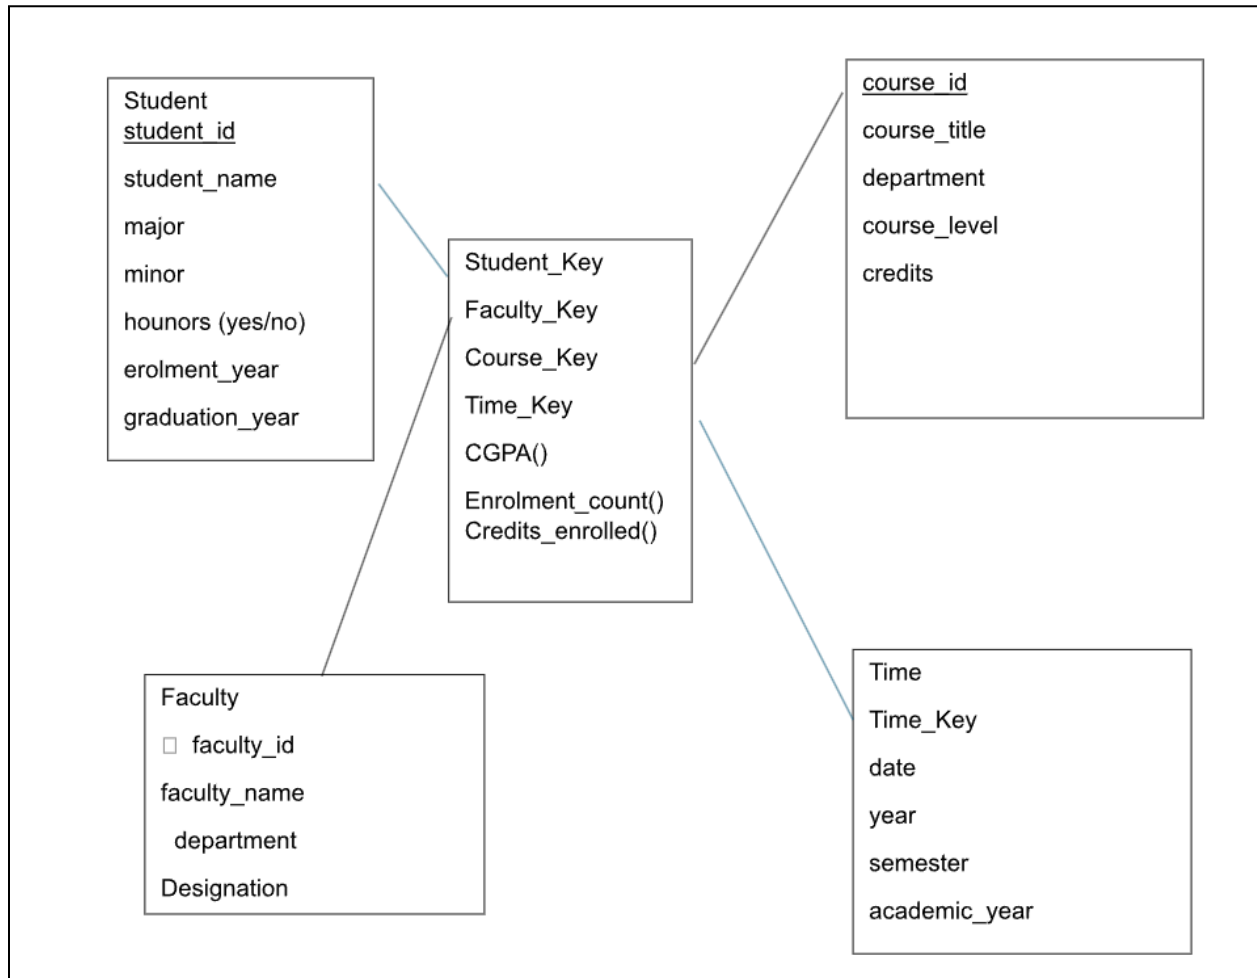 Student
student_id
student_name
major
minor
hounors (yes/no)
erolment_year
graduation_year
Student_Key
Faculty_Key
Course_Key
Time_Key
CGPA()
Enrolment_count()
Credits_enrolled()
course_id
course_title
department
course_level
credits
Faculty
faculty_id
faculty_name
department
Designation
Time
Time_Key
date
year
semester
academic_year